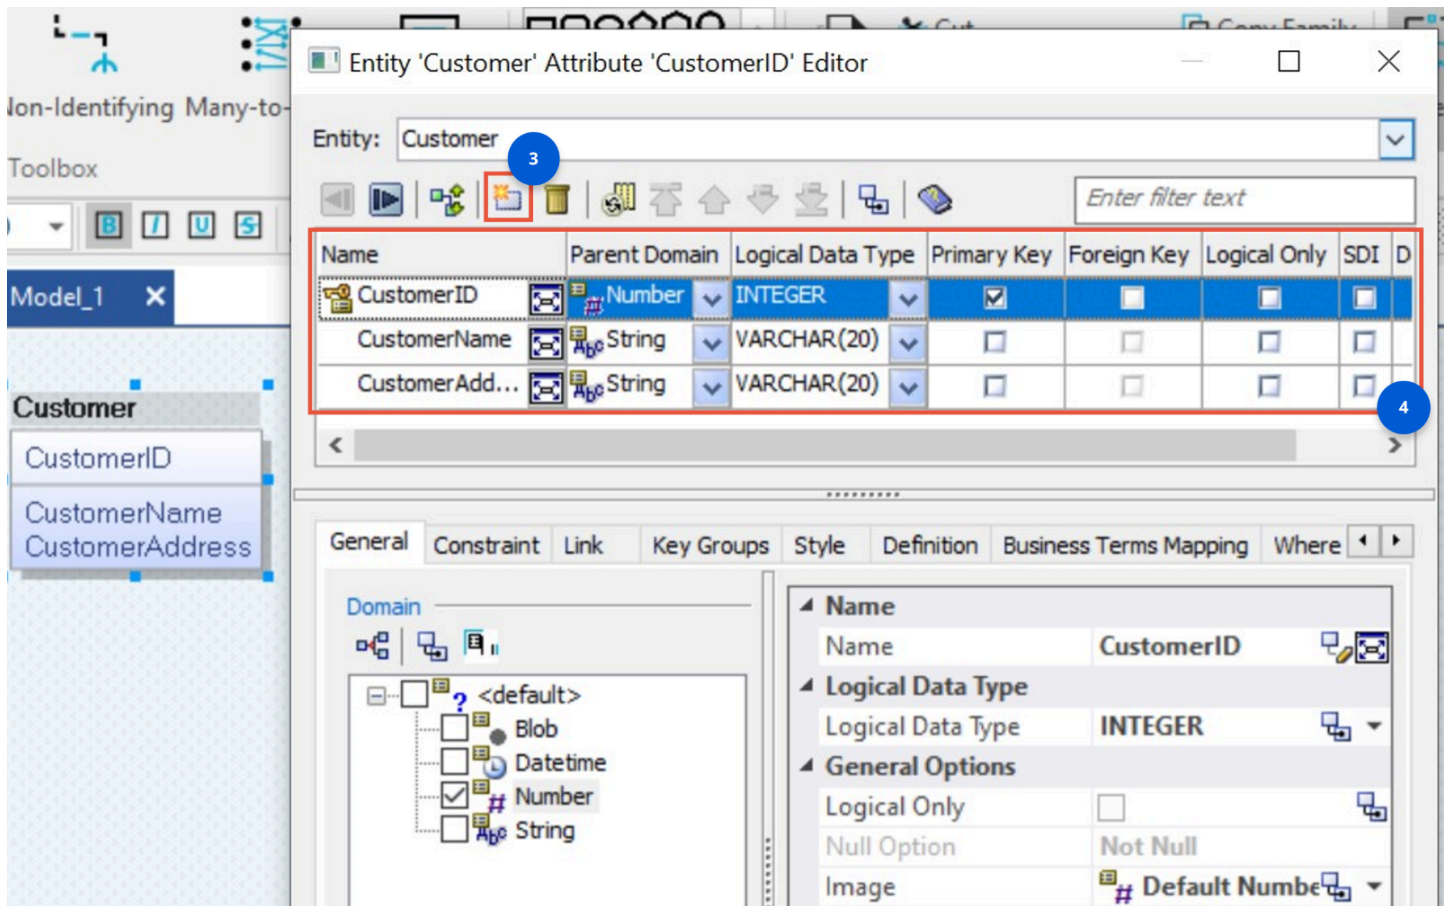 Cut
Copy Family
Non-Identifying Many-to-
Toolbox
B I U S
Model_1
Customer
CustomerID
CustomerName
CustomerAddress
Entity 'Customer' Attribute 'CustomerID' Editor
Entity: Customer
3
Enter filter text
Name Parent Domain Logical Data Type Primary Key Foreign Key Logical Only SDI D
CustomerID Number INTEGER
CustomerName String VARCHAR(20)
CustomerAdd... String VARCHAR(20)
4
General Constraint Link Key Groups Style Definition Business Terms Mapping Where
Domain
<default>
Blob
Datetime
Number
String
Name
Name CustomerID
Logical Data Type
Logical Data Type INTEGER
General Options
Logical Only
Null Option Not Null
Image Default Numbe